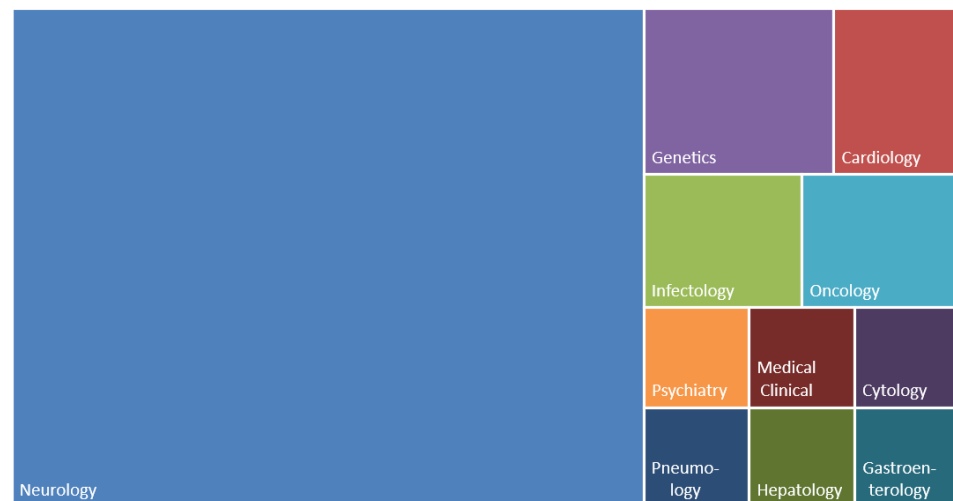 Genetics
Cardiology
Infectology
Oncology
Psychiatry
Medical
Clinical
Cytology
Neurology
Pneumo-
logy
Hepatology
Gastroen-
terology